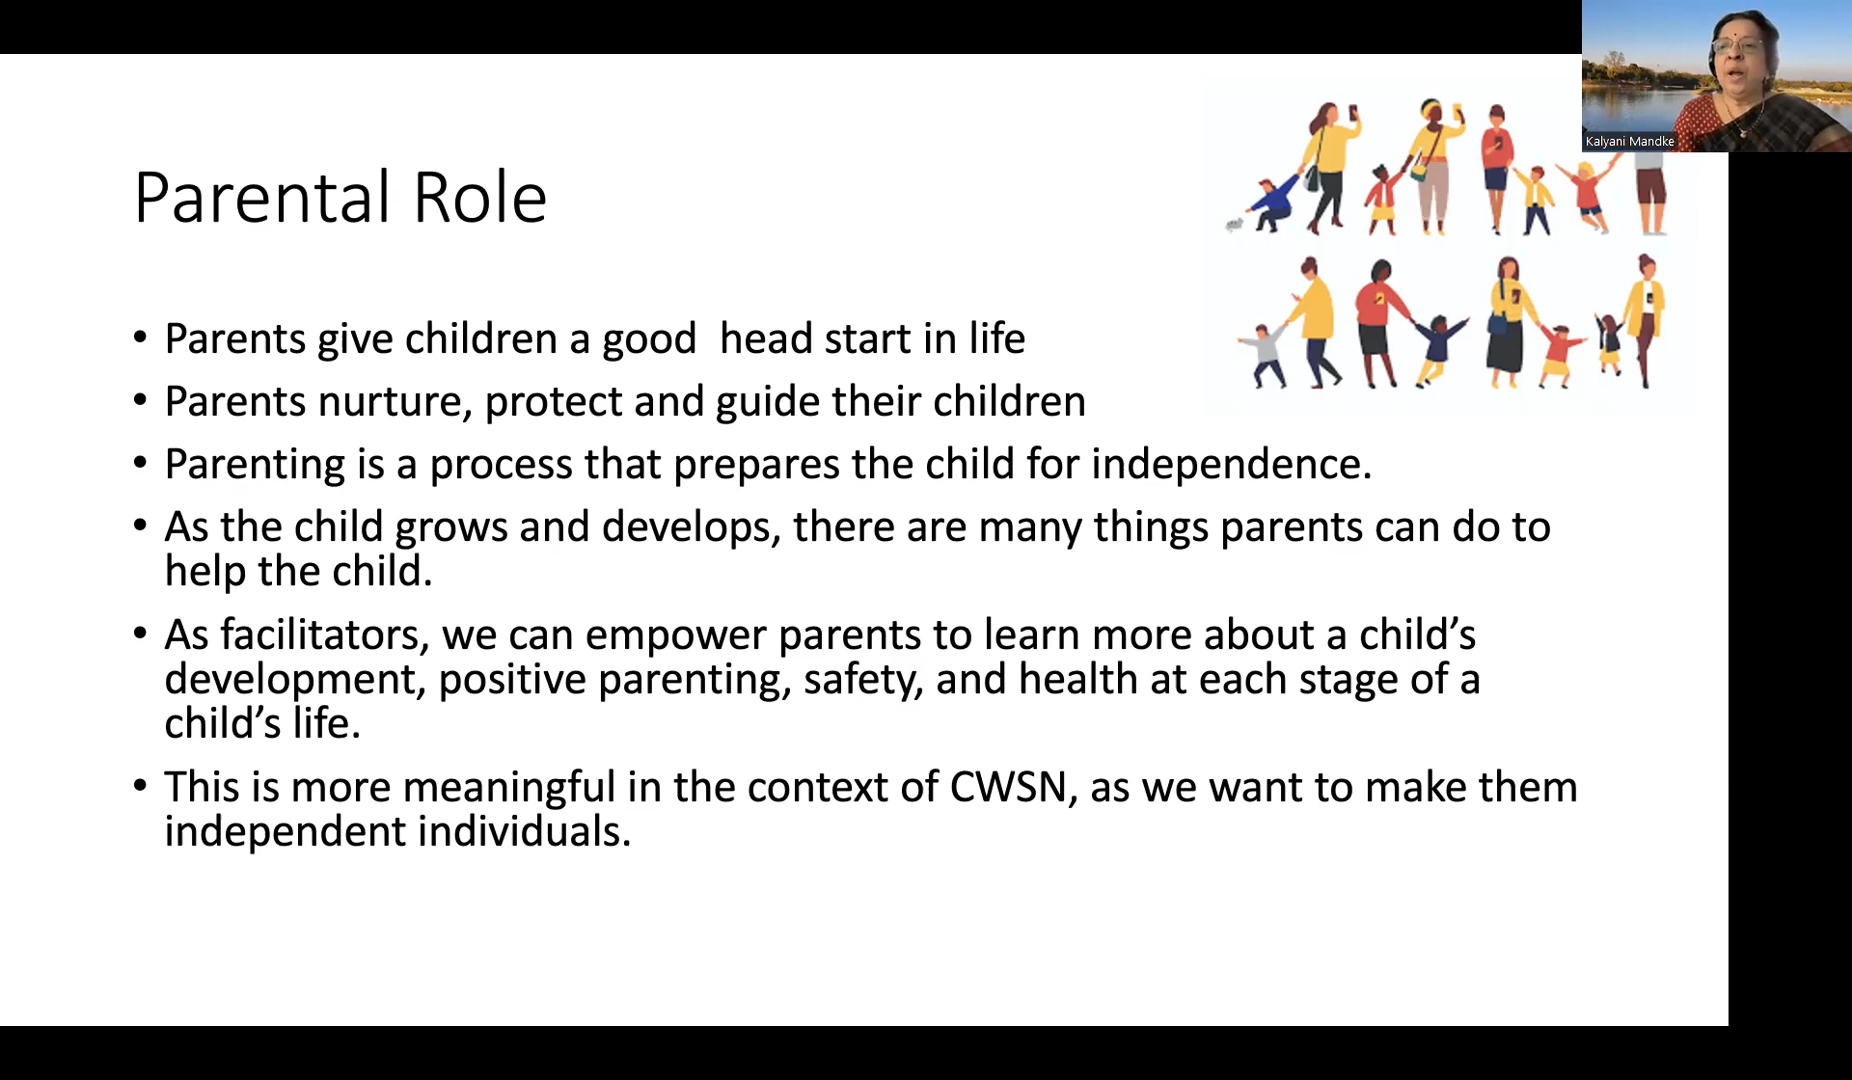 Kalyani Mandke
Parental Role
• Parents give children a good  head start in life
• Parents nurture, protect and guide their children
• Parenting is a process that prepares the child for independence.
• As the child grows and develops, there are many things parents can do to
help the child.
• As facilitators, we can empower parents to learn more about a child’s
development, positive parenting, safety, and health at each stage of a
child’s life.
• This is more meaningful in the context of CWSN, as we want to make them
independent individuals.